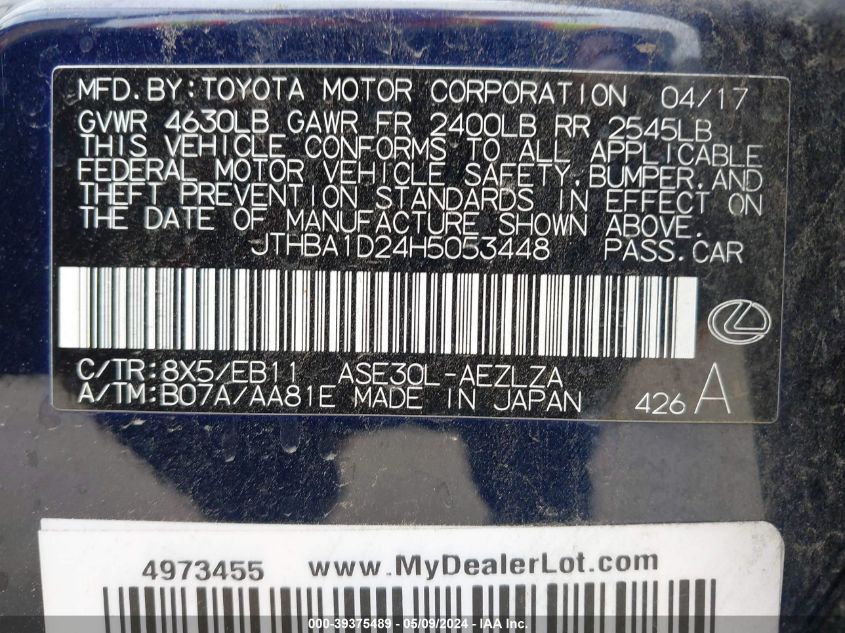 MFD.BY:TOYOTA MOTOR CORPORATION 04/17
GVWR 4630LB GAWR FR 2400LB RR 2545LB
THIS VEHICLE CONFORMS TO ALL APPLICABLE
FEDERAL MOTOR VEHICLE SAFETY,BUMPER,AND
THEFT PREVENTION STANDARDS IN EFFECT ON
THE DATE OF MANUFACTURE SHOWN ABOVE.
JTHBA1D24H5053448 PASS.CAR
C/TR:8X5/EB11 ASE30L-AEZLZA
A/TM:B07A/AA81E MADE IN JAPAN 426 A
4973455 www.MyDealerLot.com
000-39375489 - 05/09/2024 - IAA Inc.